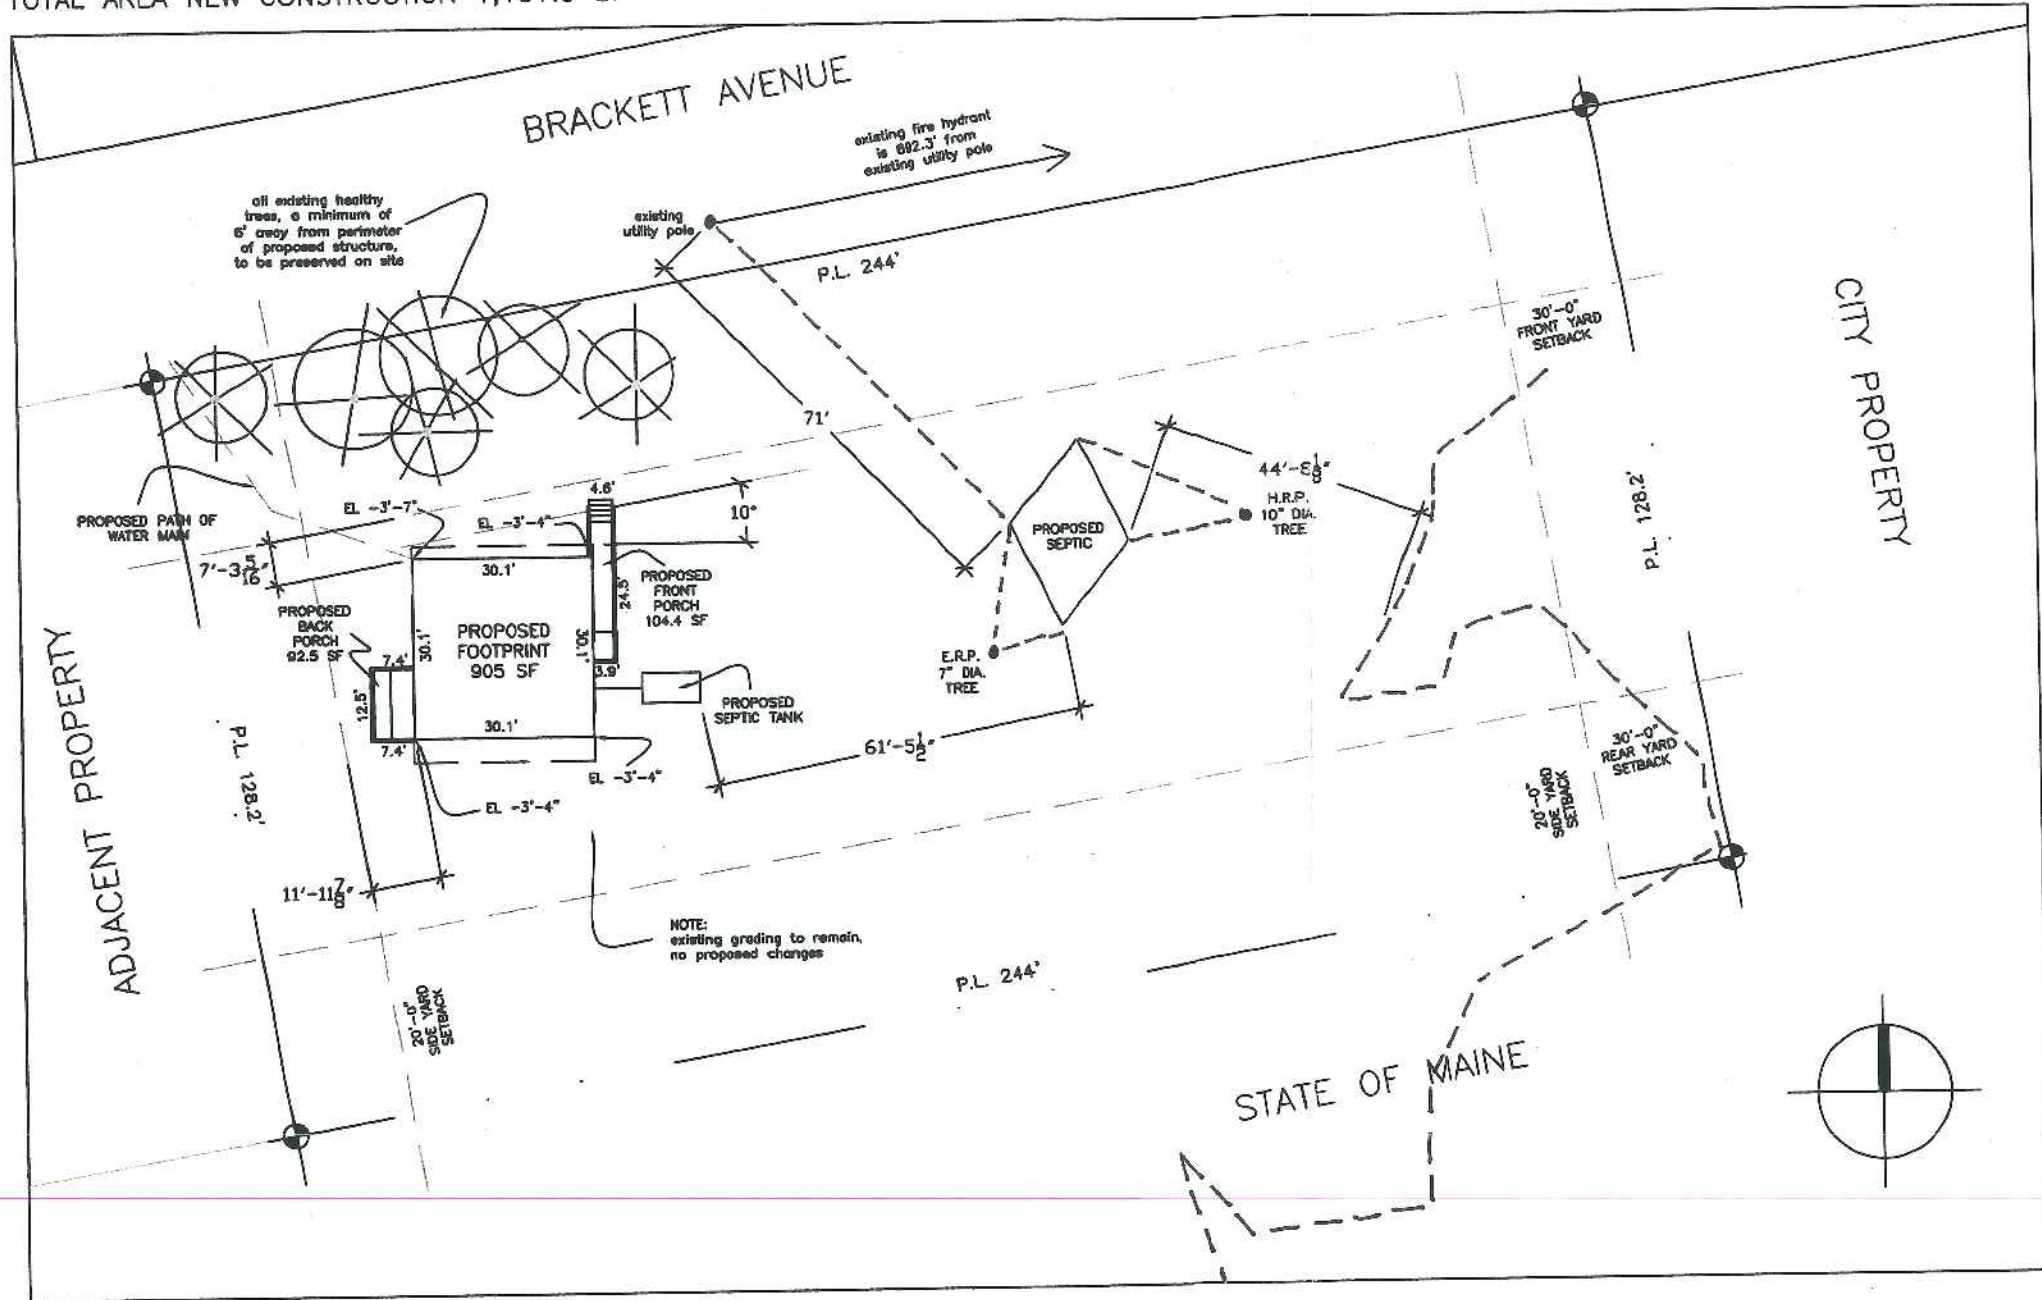 TOTAL AREA NEW CONSTRUCTION
BRACKETT AVENUE
existing fire hydrant
is 692.3' from
existing utility pole
all existing healthy
trees, a minimum of
6' away from perimeter
of proposed structure,
to be preserved on site
existing
utility pole
P.L. 244'
30'-0"
FRONT YARD
SETBACK
CITY PROPERTY
71'
44'-8 1/8"
H.R.P.
10" DIA.
TREE
P.L. 128.2'
PROPOSED PATH OF
WATER MAIN
EL -3'-7"
EL -3'-4"
4.6'
10"
PROPOSED
SEPTIC
7'-3 5/16"
30.1'
PROPOSED
FRONT
PORCH
104.4 SF
24.5'
PROPOSED
BACK
PORCH
92.5 SF
7.4'
30.1'
PROPOSED
FOOTPRINT
905 SF
30.1'
3.9'
12.5'
7.4'
30.1'
E.R.P.
7" DIA.
TREE
PROPOSED
SEPTIC TANK
61'-5 1/2"
EL -3'-4"
EL -3'-4"
ADJACENT PROPERTY
P.L. 128.2'
11'-11 7/8"
30'-0"
REAR YARD
SETBACK
20'-0"
SIDE YARD
SETBACK
NOTE:
existing grading to remain,
no proposed changes
P.L. 244'
20'-0"
SIDE YARD
SETBACK
STATE OF MAINE